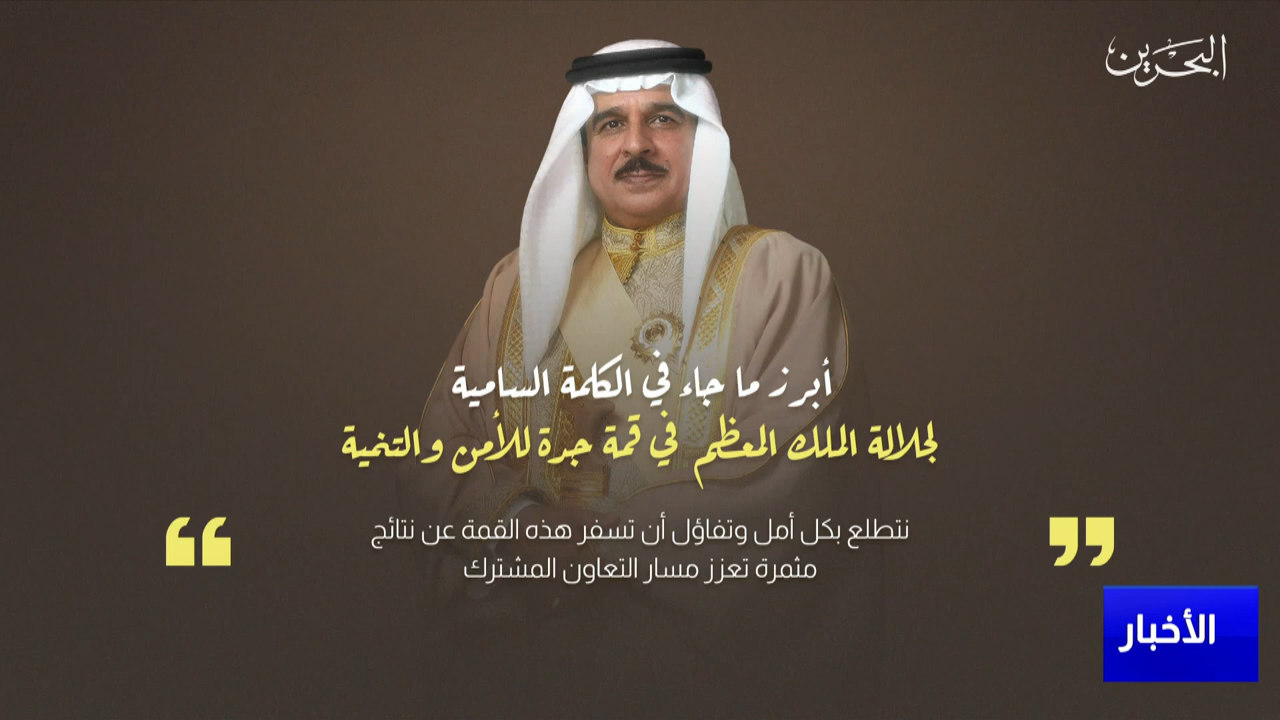 البحرين
أبرز ما جاء في الكلمة السامية
لجلالة الملك المعظم في قمة جدة للأمن والتنمية
نتطلع بكل أمل وتفاؤل أن تسفر هذه القمة عن نتائج
مثمرة تعزز مسار التعاون المشترك
الأخبار